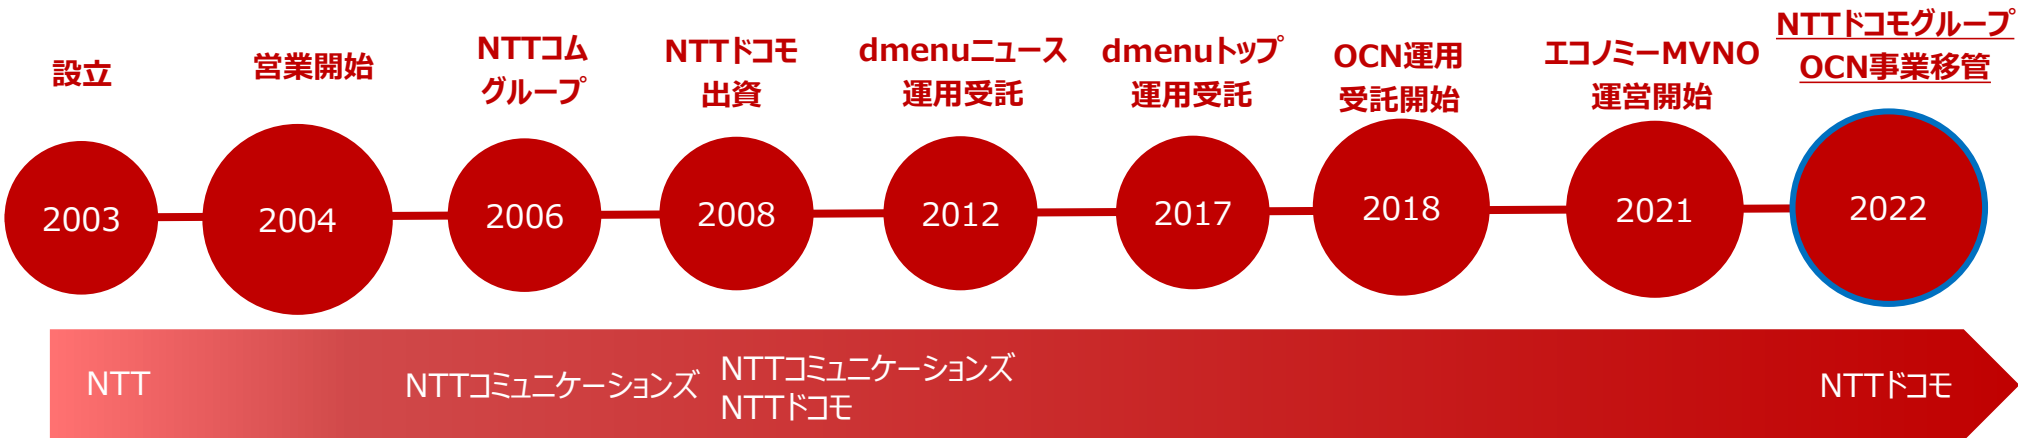 設立
営業開始
NTTコム
グループ
NTTドコモ
出資
dmenuニュース
運用受託
dmenuトップ
運用受託
OCN運用
受託開始
エコノミーMVNO
運営開始
NTTドコモグループ
OCN事業移管
2003
2004
2006
2008
2012
2017
2018
2021
2022
NTT
NTTコミュニケーションズ
NTTコミュニケーションズ
NTTドコモ
NTTドコモ